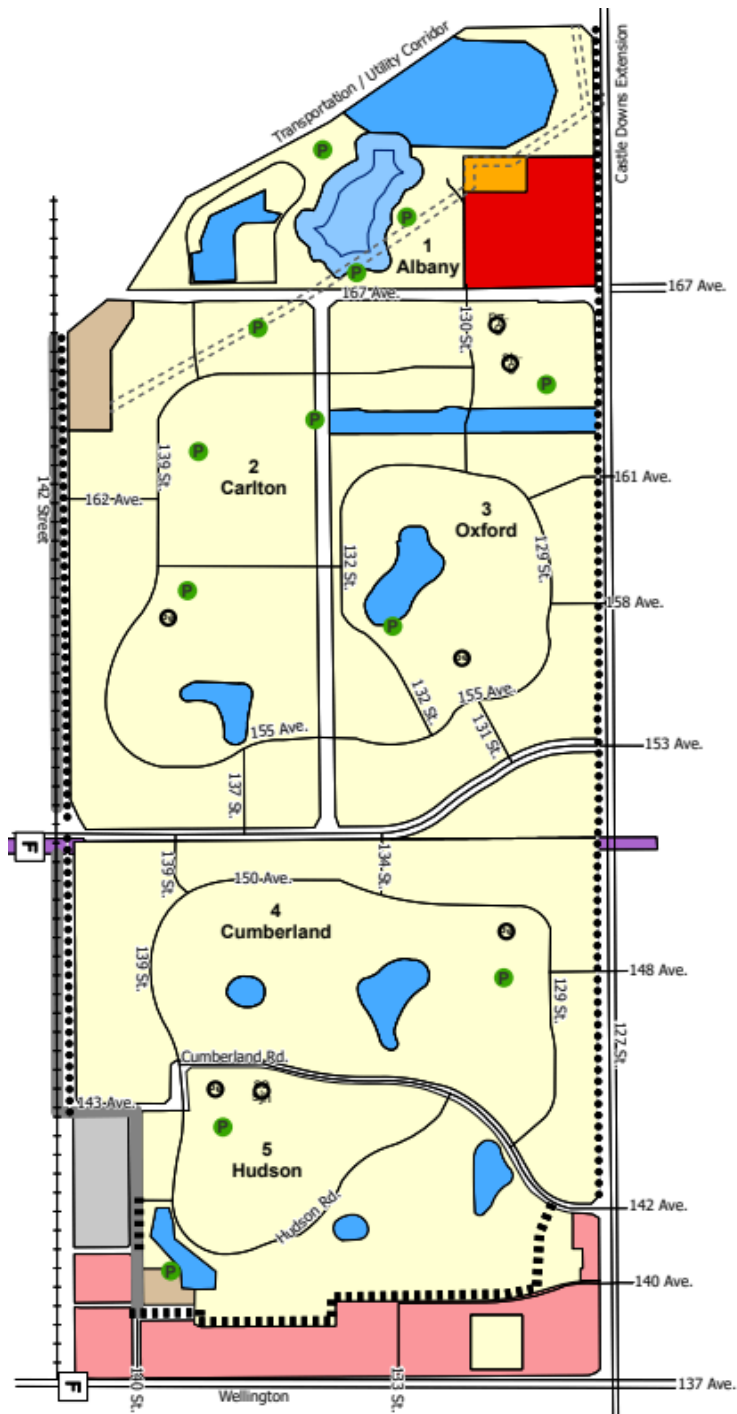 Transportation / Utility Corridor
Castle Downs Extension
P
P
1
Albany
P
167 Ave.
167 Ave.
130 St.
P
P
P
139 St.
P
2
Carlton
161 Ave.
162 Ave.
142 Street
3
Oxford
129 St.
132 St.
P
158 Ave.
P
155 Ave.
132 St.
131 St.
155 Ave.
153 Ave.
137 St.
F
139 St.
134 St.
150 Ave.
4
Cumberland
139 St.
P
148 Ave.
129 St.
127 St.
Cumberland Rd.
143 Ave.
P
5
Hudson
Hudson Rd.
142 Ave.
P
140 Ave.
F
130 St.
133 St.
Wellington
137 Ave.